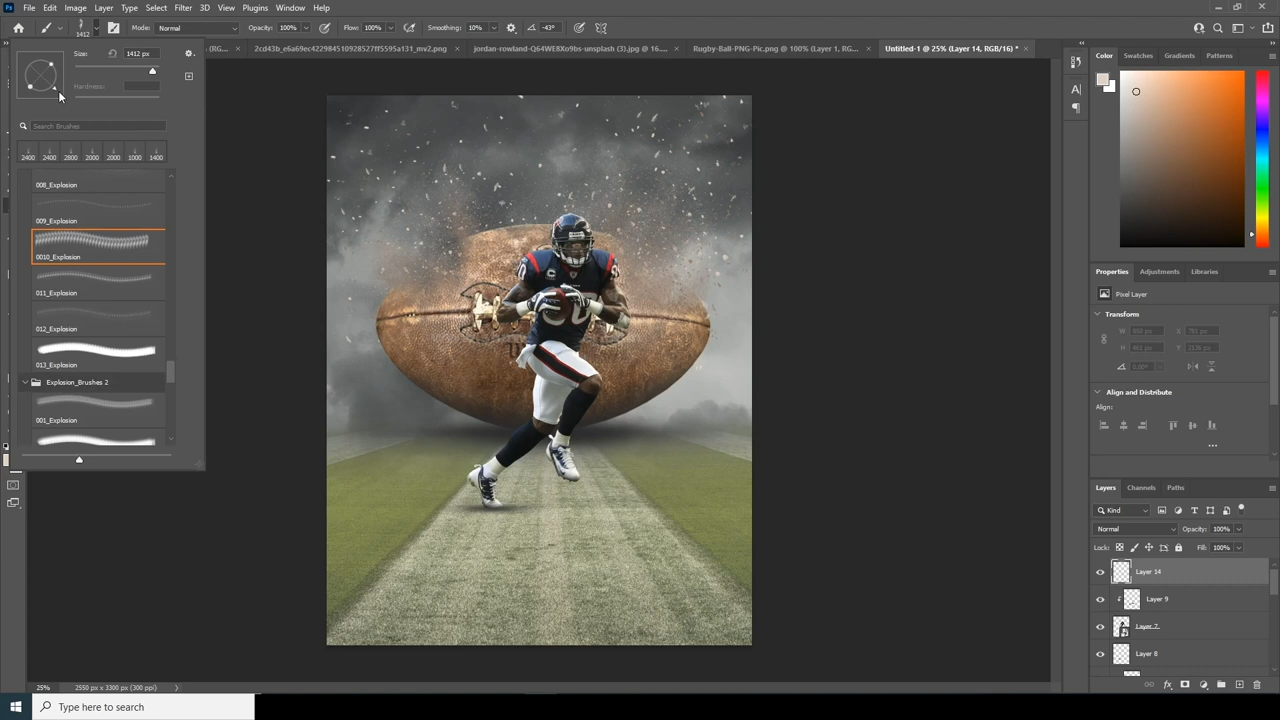 File Edit Image Layer Type Select Filter 3D View Plugins Window Help
1412 Mode: Normal Opacity: 100% Flow: 100% Smoothing: 10% -43°
(RG... × 2cd43b_e6a69ec422984510928527ff5595a131_mv2.png × jordan-rowland-Q64WE8Xo9bs-unsplash (3).jpg @ 16.... × Rugby-Ball-PNG-Pic.png @ 100% (Layer 1, RGB/... × Untitled-1 @ 25% (Layer 14, RGB/16) * ×
Size: 1412 px
Hardness:
Search Brushes
2400 2400 2800 2000 2000 1000 1400
008_Explosion
009_Explosion
0010_Explosion
011_Explosion
012_Explosion
013_Explosion
Explosion_Brushes 2
001_Explosion
Color Swatches Gradients Patterns
Properties Adjustments Libraries
Pixel Layer
Transform
W X
H Y
Align and Distribute
Align:
Layers Channels Paths
Kind
Normal Opacity: 100%
Lock: Fill: 100%
Layer 14
Layer 9
Layer 7
Layer 8
25% 2550 px x 3300 px (300 ppi)
Type here to search